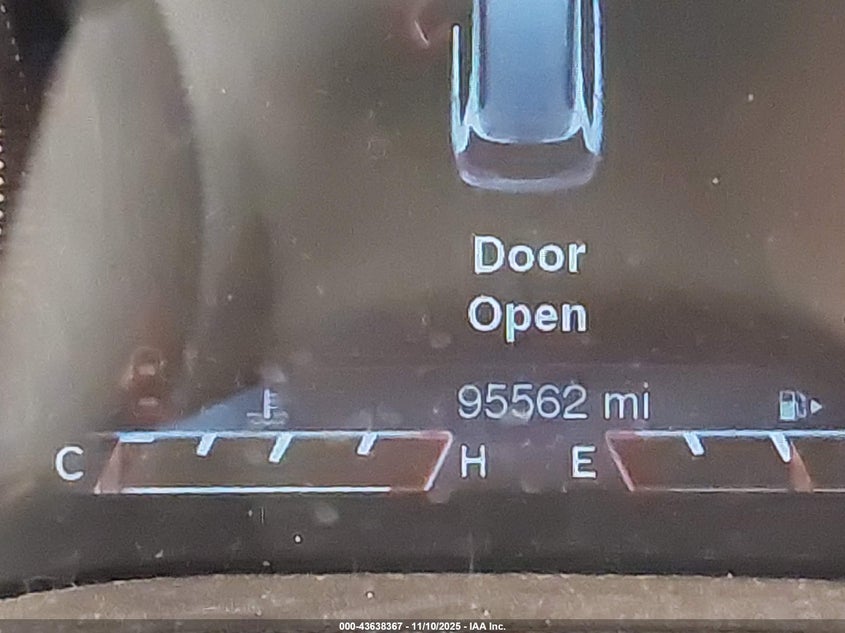 Door
Open
95562 mi
C H E
000-43638367 - 11/10/2025 - IAA Inc.